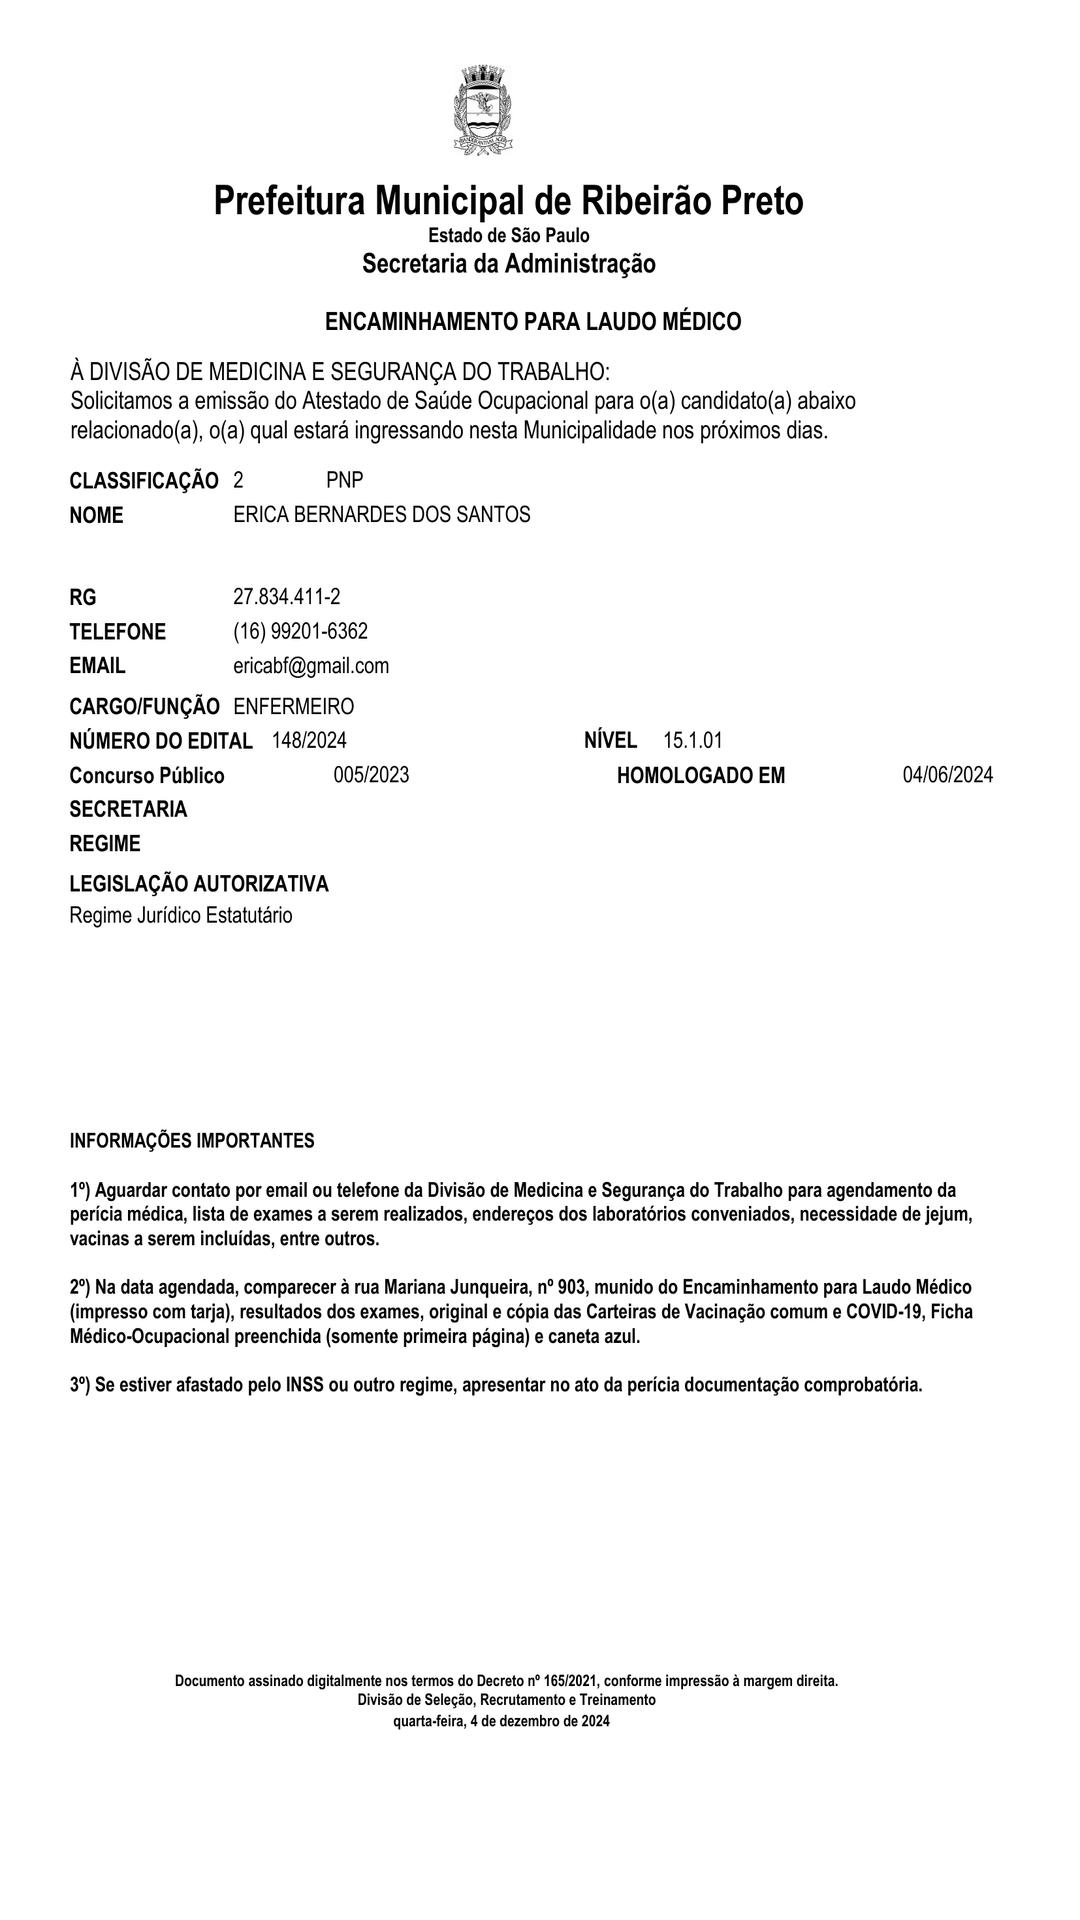 Prefeitura Municipal de Ribeirão Preto
Estado de São Paulo
Secretaria da Administração
ENCAMINHAMENTO PARA LAUDO MÉDICO
À DIVISÃO DE MEDICINA E SEGURANÇA DO TRABALHO:
Solicitamos a emissão do Atestado de Saúde Ocupacional para o(a) candidato(a) abaixo
relacionado(a), o(a) qual estará ingressando nesta Municipalidade nos próximos dias.
CLASSIFICAÇÃO 2 PNP
NOME ERICA BERNARDES DOS SANTOS
RG 27.834.411-2
TELEFONE (16) 99201-6362
EMAIL ericabf@gmail.com
CARGO/FUNÇÃO ENFERMEIRO
NÚMERO DO EDITAL 148/2024 NÍVEL 15.1.01
Concurso Público 005/2023 HOMOLOGADO EM 04/06/2024
SECRETARIA
REGIME
LEGISLAÇÃO AUTORIZATIVA
Regime Jurídico Estatutário
INFORMAÇÕES IMPORTANTES
1º) Aguardar contato por email ou telefone da Divisão de Medicina e Segurança do Trabalho para agendamento da
perícia médica, lista de exames a serem realizados, endereços dos laboratórios conveniados, necessidade de jejum,
vacinas a serem incluídas, entre outros.
2º) Na data agendada, comparecer à rua Mariana Junqueira, nº 903, munido do Encaminhamento para Laudo Médico
(impresso com tarja), resultados dos exames, original e cópia das Carteiras de Vacinação comum e COVID-19, Ficha
Médico-Ocupacional preenchida (somente primeira página) e caneta azul.
3º) Se estiver afastado pelo INSS ou outro regime, apresentar no ato da perícia documentação comprobatória.
Documento assinado digitalmente nos termos do Decreto nº 165/2021, conforme impressão à margem direita.
Divisão de Seleção, Recrutamento e Treinamento
quarta-feira, 4 de dezembro de 2024